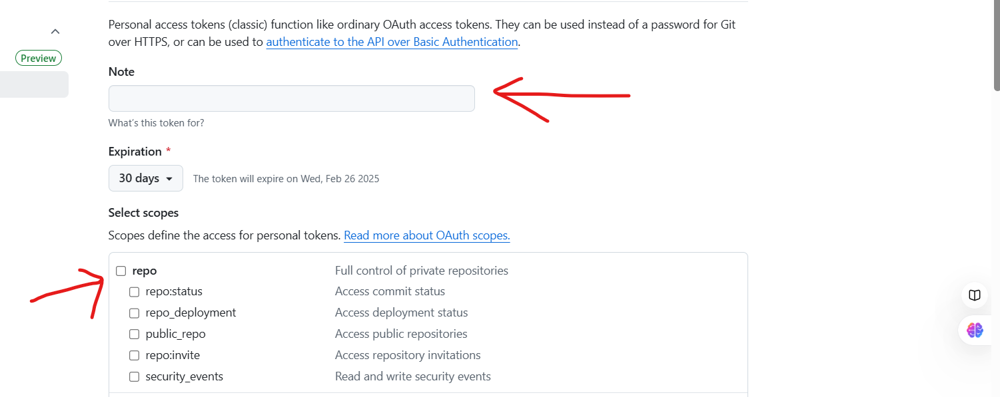 Personal access tokens (classic) function like ordinary OAuth access tokens. They can be used instead of a password for Git
over HTTPS, or can be used to authenticate to the API over Basic Authentication.
Preview
Note
What's this token for?
Expiration *
30 days
The token will expire on Wed, Feb 26 2025
Select scopes
Scopes define the access for personal tokens. Read more about OAuth scopes.
repo Full control of private repositories
repo:status Access commit status
repo_deployment Access deployment status
public_repo Access public repositories
repo:invite Access repository invitations
security_events Read and write security events